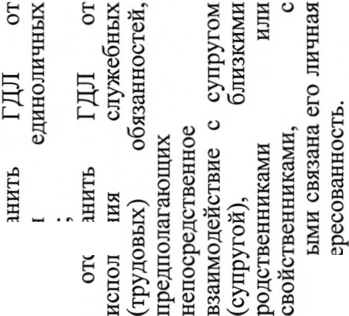 анить ГДЛ от
единоличных
;
отс анить ГДЛ от
испол ния служебных
(трудовых) обязанностей,
предполагающих
непосредственное
взаимодействие с супругом
(супругой), близкими
родственниками или
свойственниками, с
ыми связана его личная
ересованность.